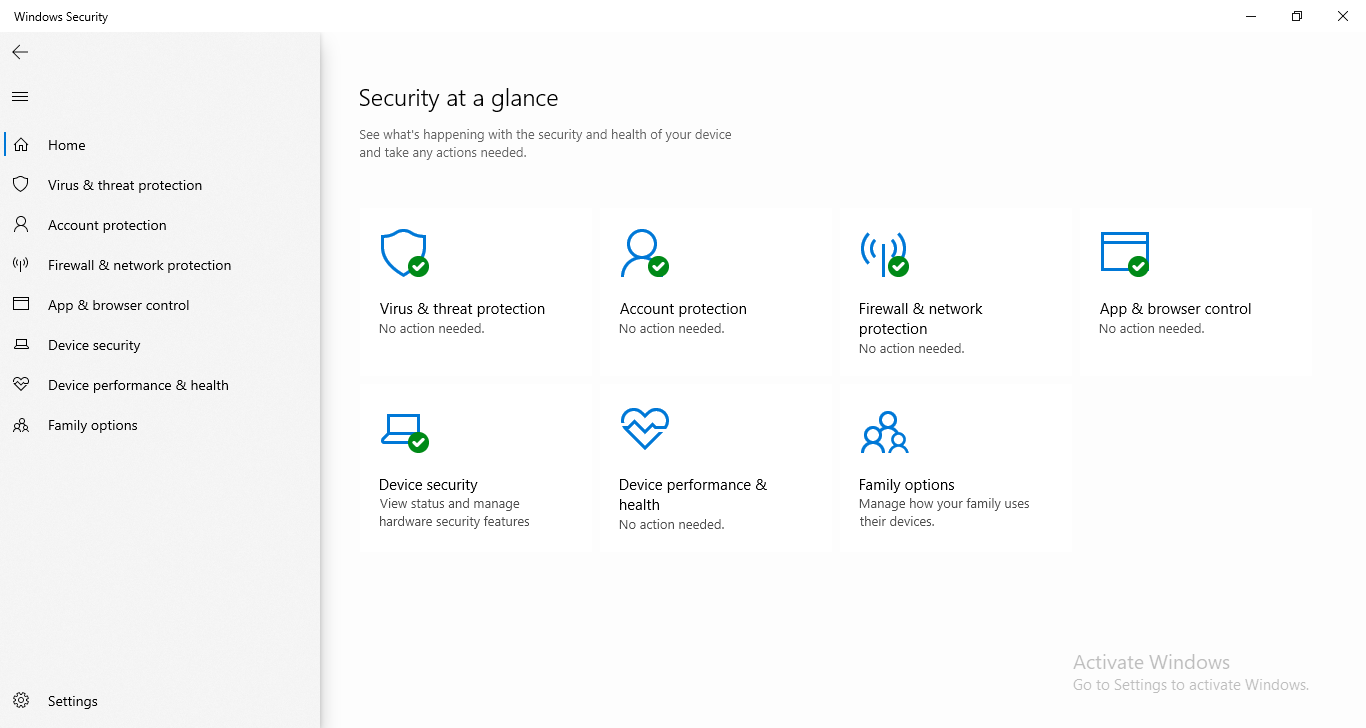 Windows Security
Home
Virus & threat protection
Account protection
Firewall & network protection
App & browser control
Device security
Device performance & health
Family options
Settings
Security at a glance
See what's happening with the security and health of your device
and take any actions needed.
Virus & threat protection
No action needed.
Account protection
No action needed.
Firewall & network
protection
No action needed.
App & browser control
No action needed.
Device security
View status and manage
hardware security features
Device performance &
health
No action needed.
Family options
Manage how your family uses
their devices.
Activate Windows
Go to Settings to activate Windows.